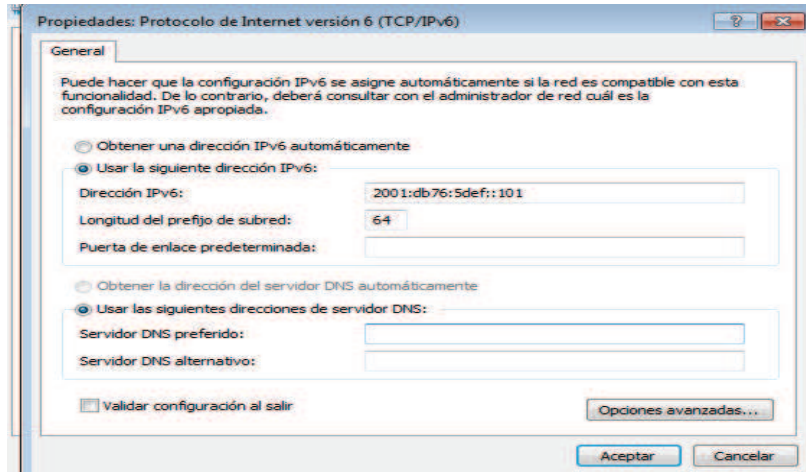 Propiedades: Protocolo de Internet versión 6 (TCP/IPv6)
General
Puede hacer que la configuración IPv6 se asigne automáticamente si la red es compatible con esta
funcionalidad. De lo contrario, deberá consultar con el administrador de red cuál es la
configuración IPv6 apropiada.
Obtener una dirección IPv6 automáticamente
Usar la siguiente dirección IPv6:
Dirección IPv6: 2001:db76:5def::101
Longitud del prefijo de subred: 64
Puerta de enlace predeterminada:
Obtener la dirección del servidor DNS automáticamente
Usar las siguientes direcciones de servidor DNS:
Servidor DNS preferido:
Servidor DNS alternativo:
Validar configuración al salir
Opciones avanzadas...
Aceptar Cancelar